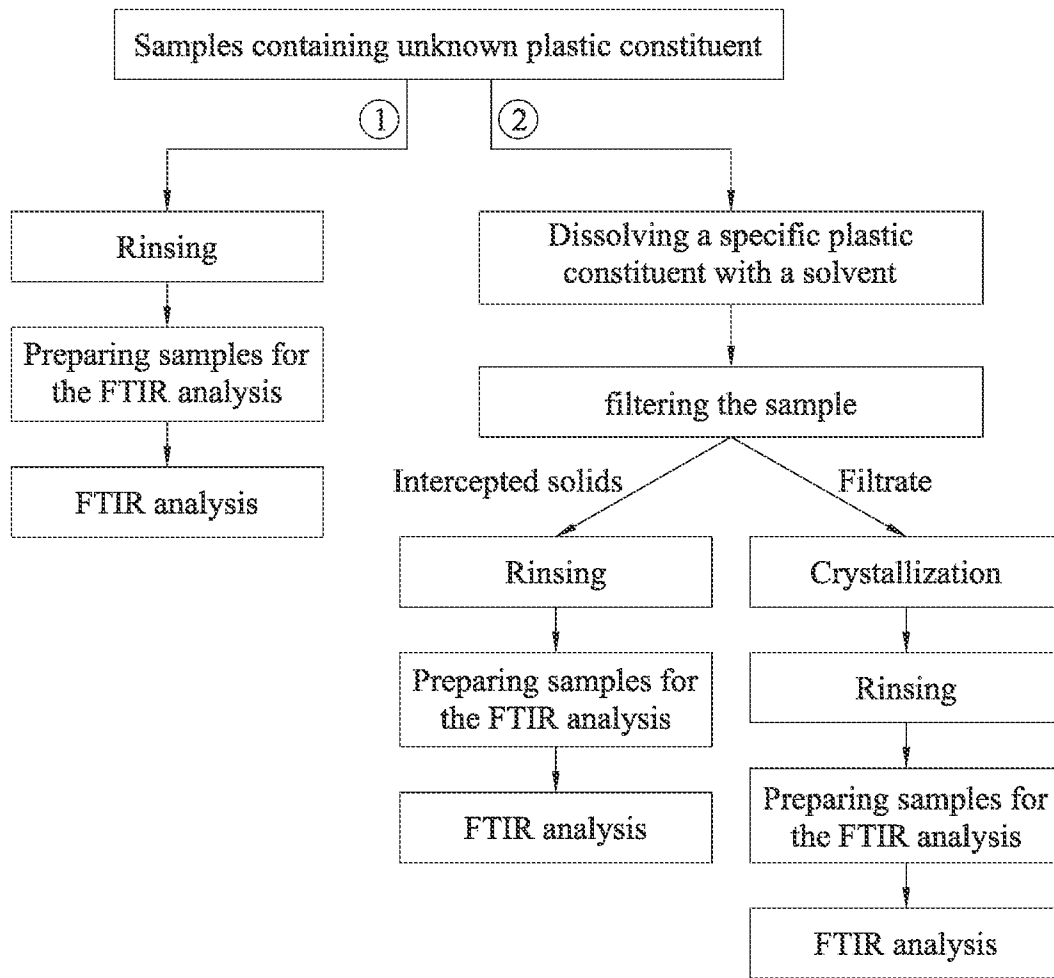 Samples containing unknown plastic constituent
①
②
Rinsing
Preparing samples for
the FTIR analysis
FTIR analysis
Dissolving a specific plastic
constituent with a solvent
filtering the sample
Intercepted solids
Filtrate
Rinsing
Preparing samples for
the FTIR analysis
FTIR analysis
Crystallization
Rinsing
Preparing samples for
the FTIR analysis
FTIR analysis